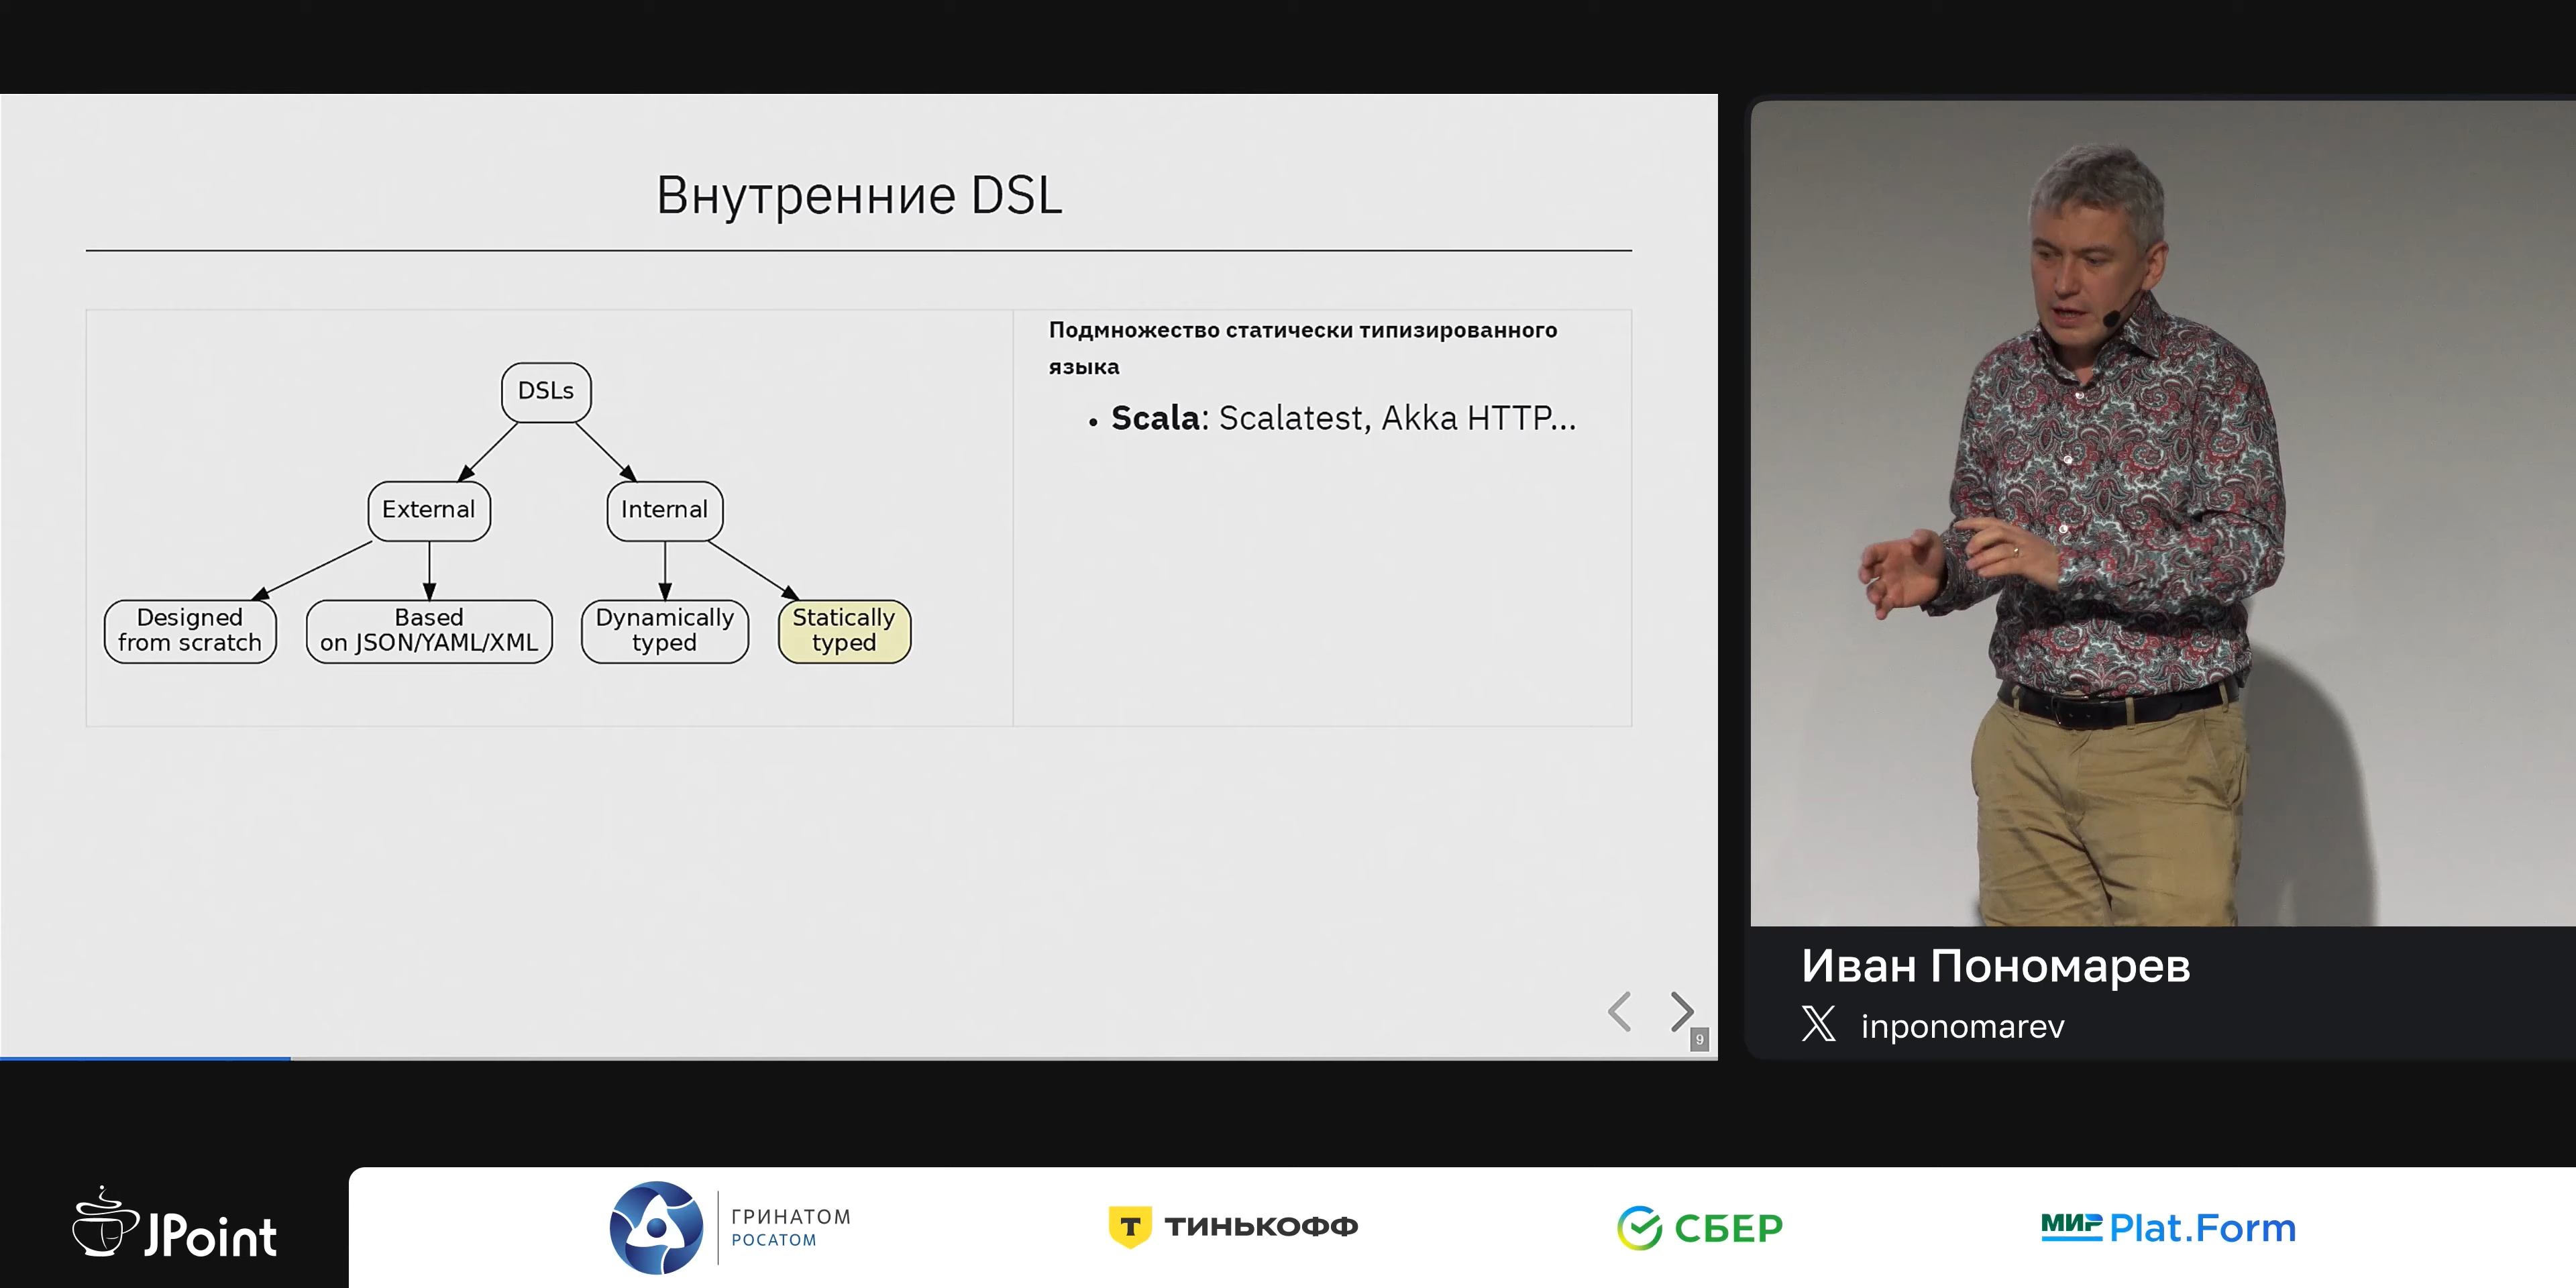 Внутренние DSL
DSLs
External
Internal
Designed
from scratch
Based
on JSON/YAML/XML
Dynamically
typed
Statically
typed
Подмножество статически типизированного
языка
• Scala: Scalatest, Akka HTTP...
9
Иван Пономарев
inponomarev
JPoint
ГРИНАТОМ
РОСАТОМ
Т ТИНЬКОФФ
СБЕР
МИР Plat.Form